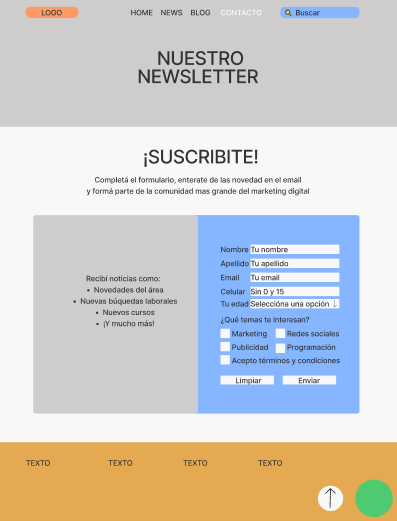 LOGO HOME NEWS BLOG CONTACTO Buscar
NUESTRO
NEWSLETTER
¡SUSCRIBITE!
Completá el formulario, enterate de las novedad en el email
y formá parte de la comunidad mas grande del marketing digital
Recibí noticias como:
• Novedades del área
• Nuevas búquedas laborales
• Nuevos cursos
• ¡Y mucho más!
Nombre Tu nombre
Apellido Tu apellido
Email Tu email
Celular Sin 0 y 15
Tu edad Seleccióna una opción ↓
¿Qué temas te interesan?
Marketing Redes sociales
Publicidad Programación
Acepto términos y condiciones
Limpiar Enviar
TEXTO TEXTO TEXTO TEXTO